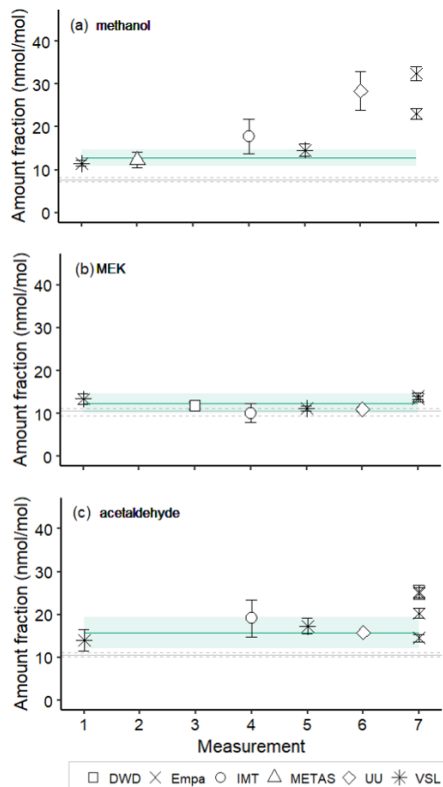 (a) methanol
Amount fraction (nmol/mol)
40
30
20
10
0
(b) MEK
Amount fraction (nmol/mol)
40
30
20
10
0
(c) acetaldehyde
Amount fraction (nmol/mol)
40
30
20
10
0
1 2 3 4 5 6 7
Measurement
DWD Empa IMT METAS UU VSL